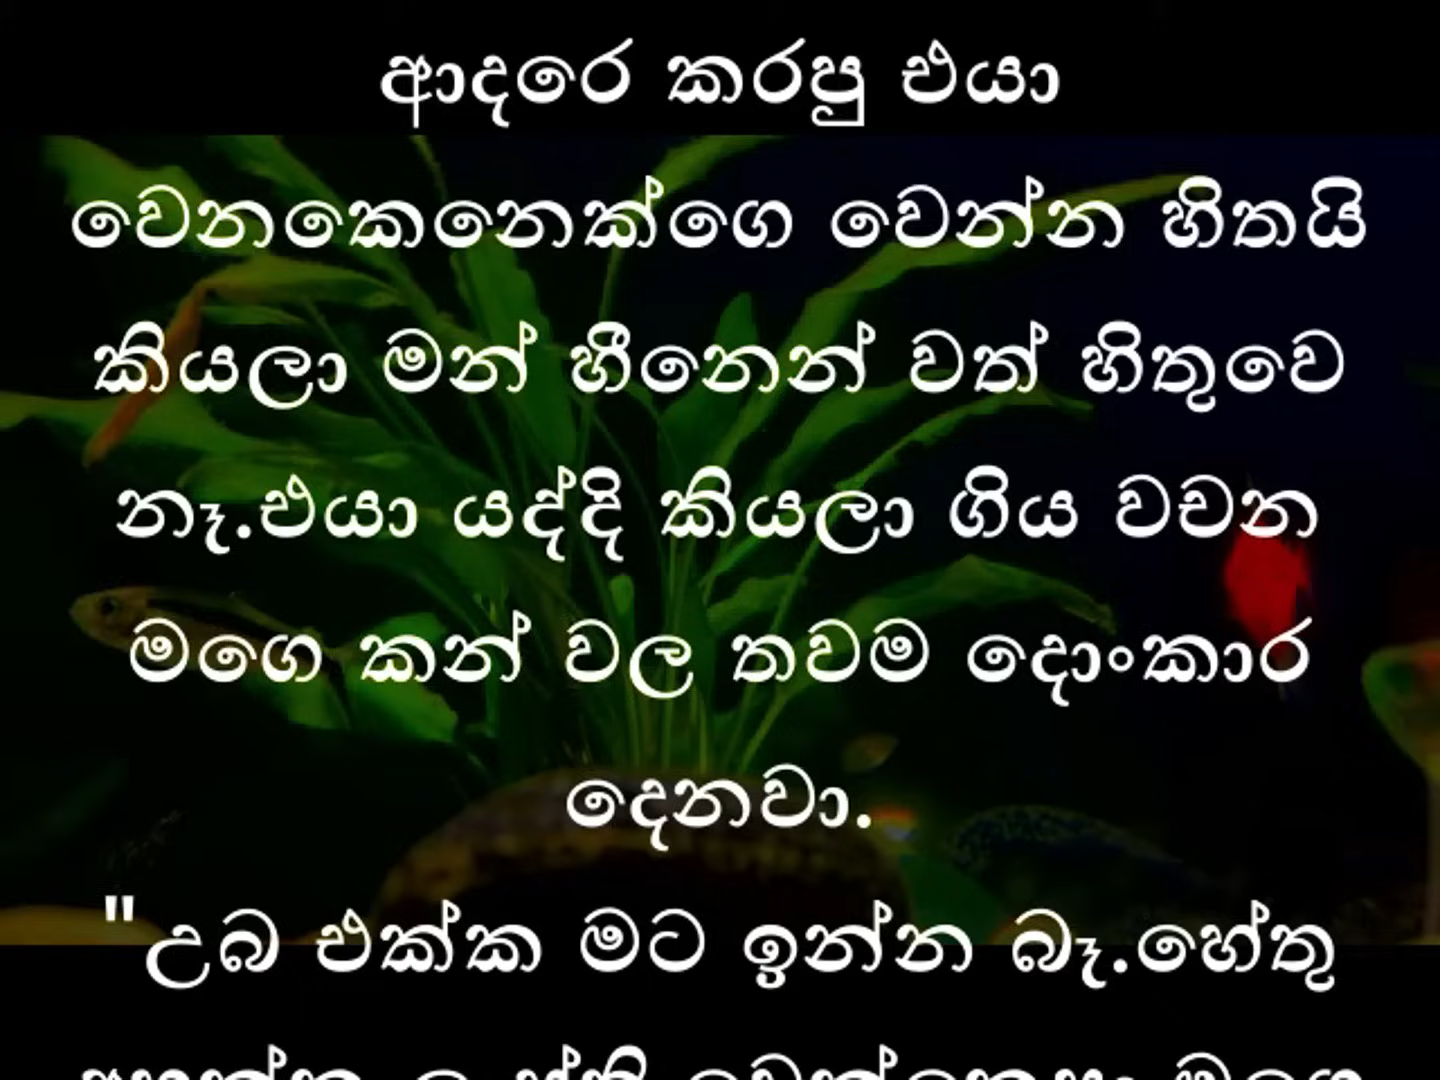 ආදරෙ කරපු එයා
වෙනකෙනෙක්ගෙ වෙන්න හිතයි
කියලා මන් හීනෙන් වත් හිතුවෙ
නෑ.එයා යද්දි කියලා ගිය වචන
මගෙ කන් වල තවම දොංකාර
දෙනවා.
"උබ එක්ක මට ඉන්න බෑ.හේතු